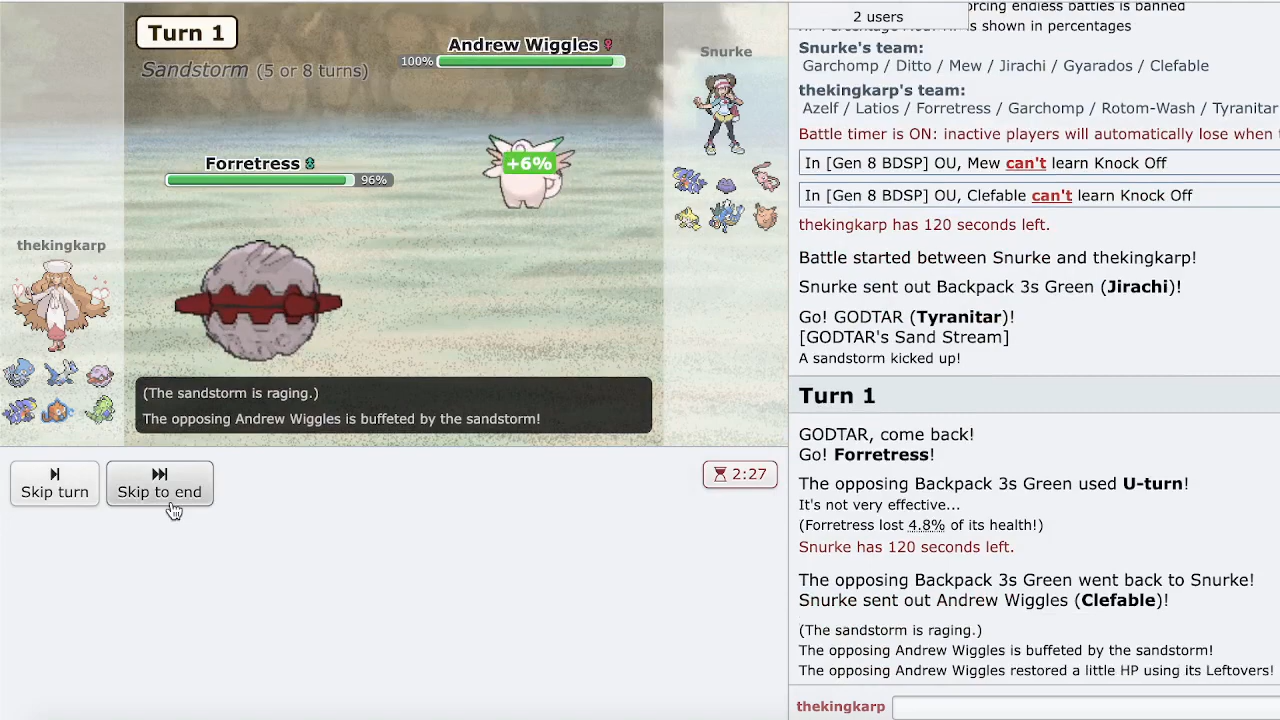 Turn 1
Sandstorm (5 or 8 turns)
Andrew Wiggles
100%
+6%
Forretress
96%
thekingkarp
Snurke
(The sandstorm is raging.)
The opposing Andrew Wiggles is buffeted by the sandstorm!
Skip turn
Skip to end
2:27
2 users
orcing endless battles is banned
is shown in percentages
Snurke's team:
Garchomp / Ditto / Mew / Jirachi / Gyarados / Clefable
thekingkarp's team:
Azelf / Latios / Forretress / Garchomp / Rotom-Wash / Tyranitar
Battle timer is ON: inactive players will automatically lose when
In [Gen 8 BDSP] OU, Mew can't learn Knock Off
In [Gen 8 BDSP] OU, Clefable can't learn Knock Off
thekingkarp has 120 seconds left.
Battle started between Snurke and thekingkarp!
Snurke sent out Backpack 3s Green (Jirachi)!
Go! GODTAR (Tyranitar)!
[GODTAR's Sand Stream]
A sandstorm kicked up!
Turn 1
GODTAR, come back!
Go! Forretress!
The opposing Backpack 3s Green used U-turn!
It's not very effective...
(Forretress lost 4.8% of its health!)
Snurke has 120 seconds left.
The opposing Backpack 3s Green went back to Snurke!
Snurke sent out Andrew Wiggles (Clefable)!
(The sandstorm is raging.)
The opposing Andrew Wiggles is buffeted by the sandstorm!
The opposing Andrew Wiggles restored a little HP using its Leftovers!
thekingkarp